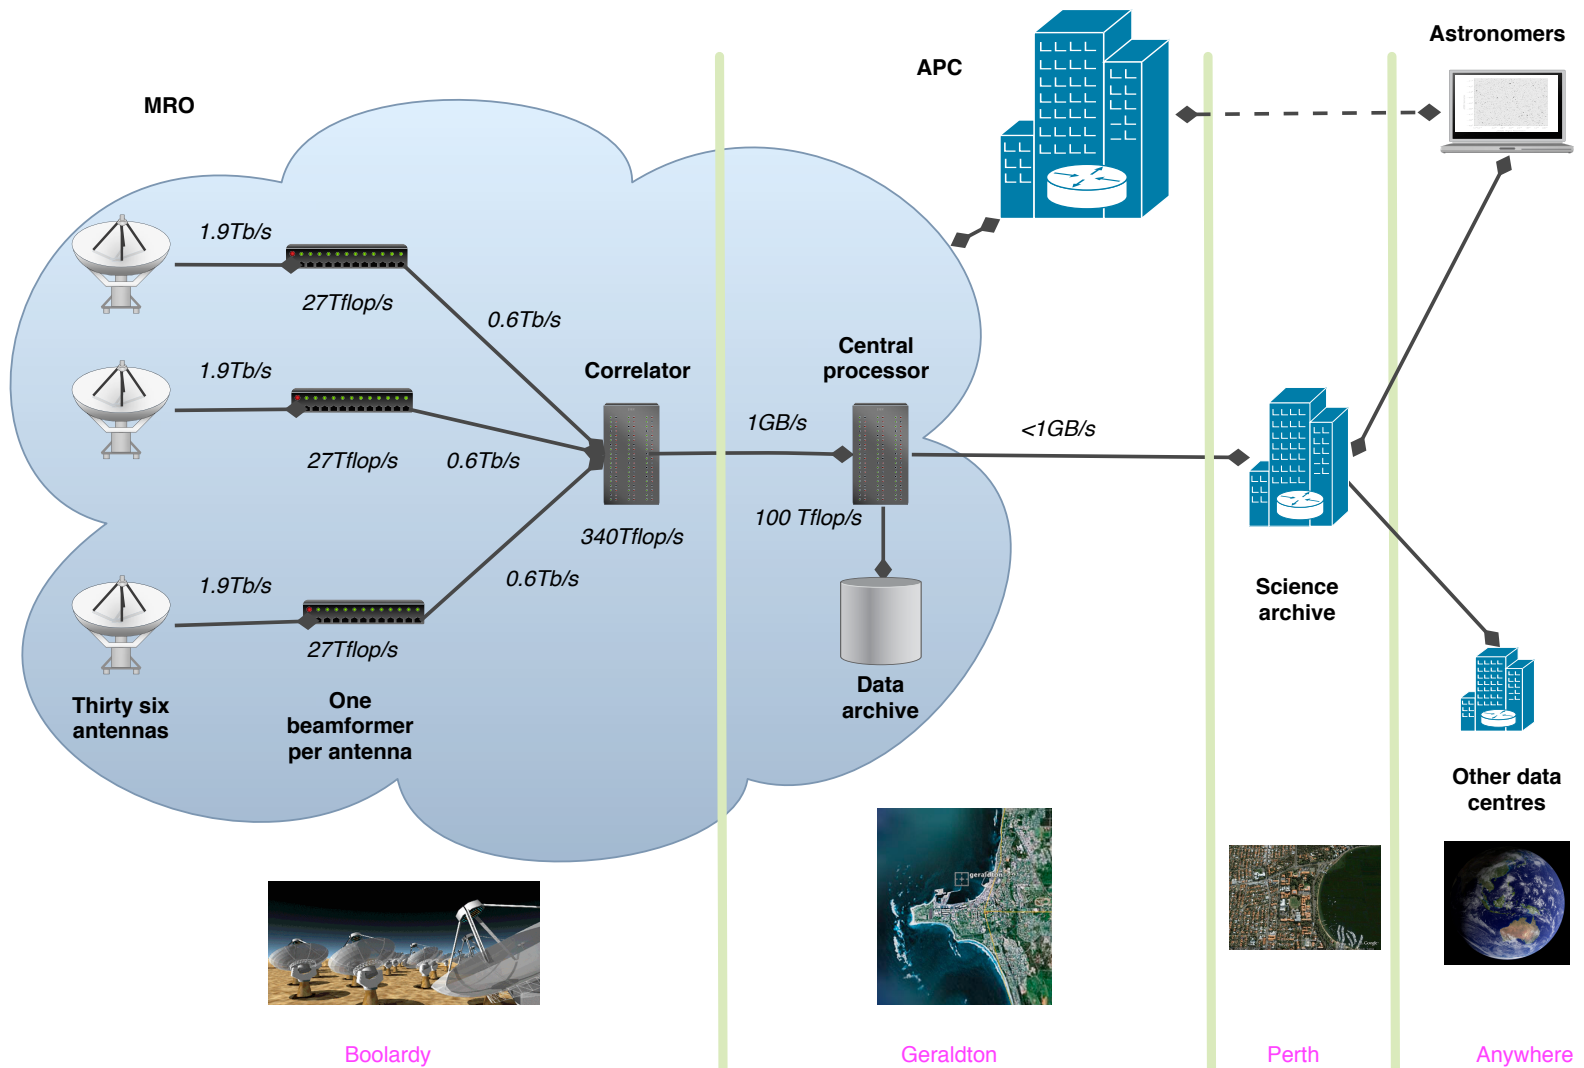 MRO
APC
Astronomers
1.9Tb/s
27Tflop/s
0.6Tb/s
1.9Tb/s
27Tflop/s
0.6Tb/s
1.9Tb/s
27Tflop/s
0.6Tb/s
Correlator
340Tflop/s
Thirty six
antennas
One
beamformer
per antenna
1GB/s
Central
processor
100 Tflop/s
Data
archive
<1GB/s
Science
archive
Other data
centres
geraldton
Google
Boolardy
Geraldton
Perth
Anywhere